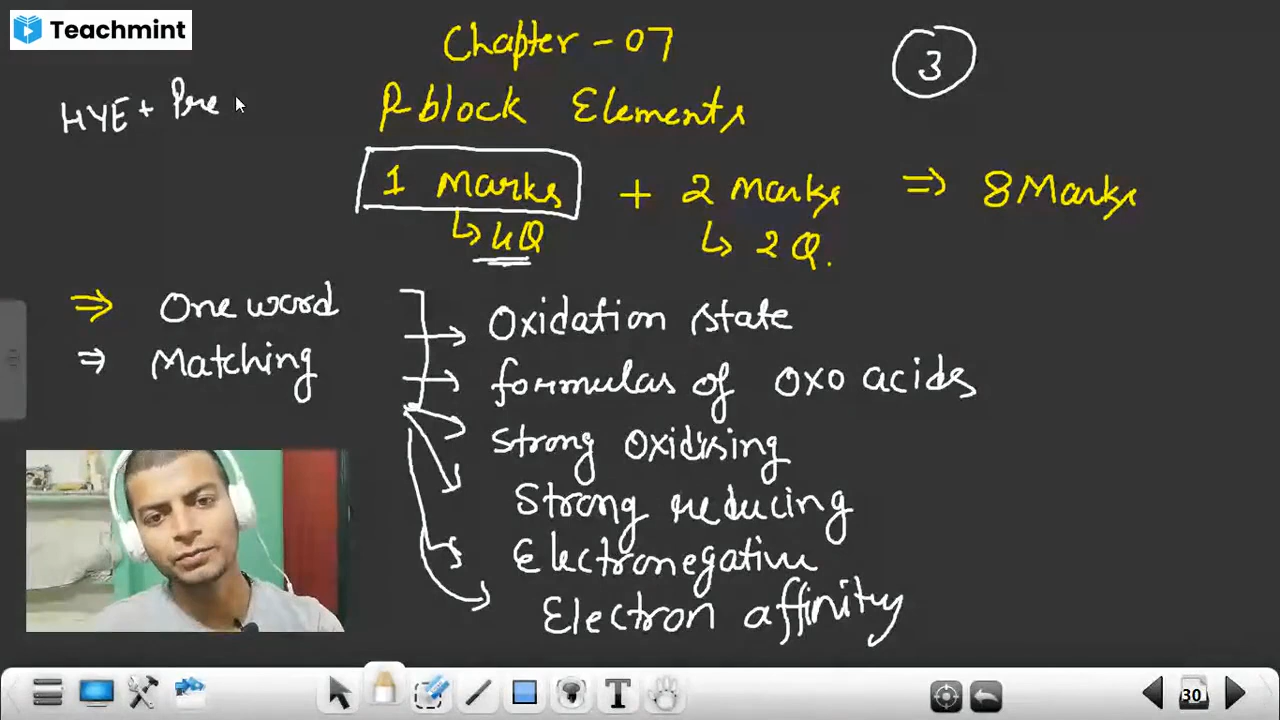 Teachmint
Chapter - 07
3
HYE + Pre
P-block Elements
1 Marks + 2 Marks ⇒ 8 Marks
↳ 4Q ↳ 2 Q.
⇒ One word
⇒ Matching
→ Oxidation state
→ formulas of oxo acids
Strong Oxidising
Strong reducing
Electronegative
Electron affinity
30